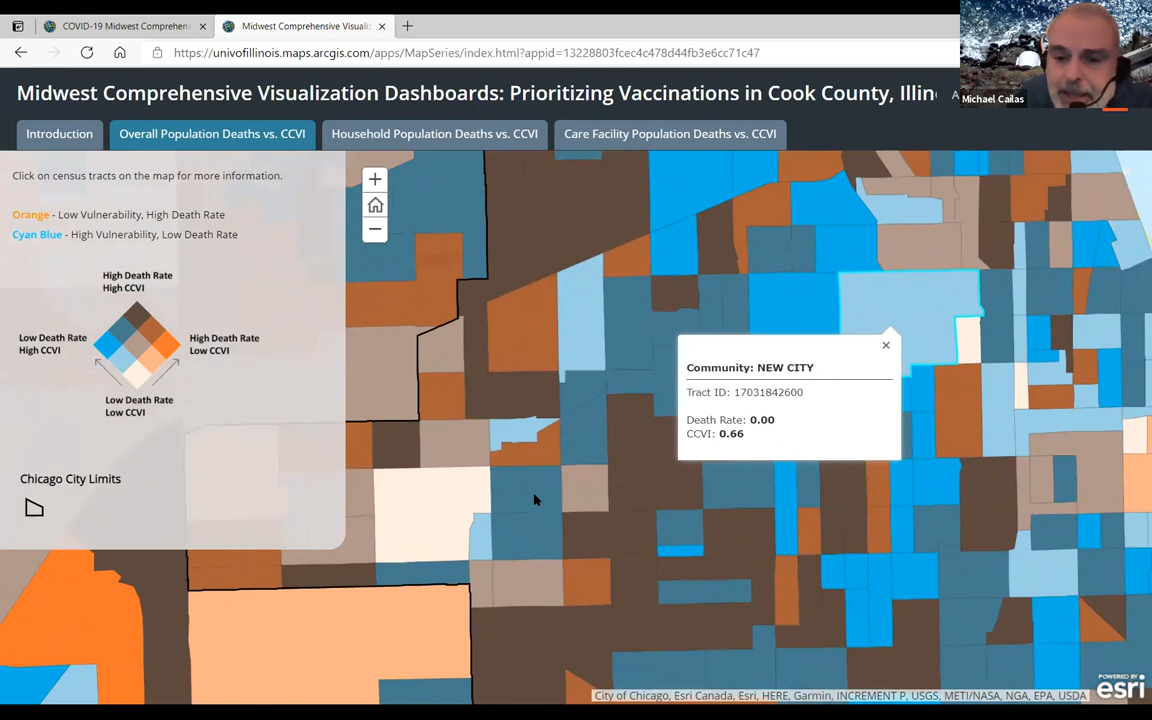 COVID-19 Midwest Comprehen
Midwest Comprehensive Visuali
https://univofillinois.maps.arcgis.com/apps/MapSeries/index.html?appid=13228803fcec4c478d44fb3e6cc71c47
Michael Cailas
Midwest Comprehensive Visualization Dashboards: Prioritizing Vaccinations in Cook County, Illin
A
Introduction
Overall Population Deaths vs. CCVI
Household Population Deaths vs. CCVI
Care Facility Population Deaths vs. CCVI
Click on census tracts on the map for more information.
Orange - Low Vulnerability, High Death Rate
Cyan Blue - High Vulnerability, Low Death Rate
High Death Rate
High CCVI
Low Death Rate
High CCVI
High Death Rate
Low CCVI
Low Death Rate
Low CCVI
Chicago City Limits
Community: NEW CITY
Tract ID: 17031842600
Death Rate: 0.00
CCVI: 0.66
City of Chicago, Esri Canada, Esri, HERE, Garmin, INCREMENT P, USGS, METI/NASA, NGA, EPA, USDA
POWERED BY
esri